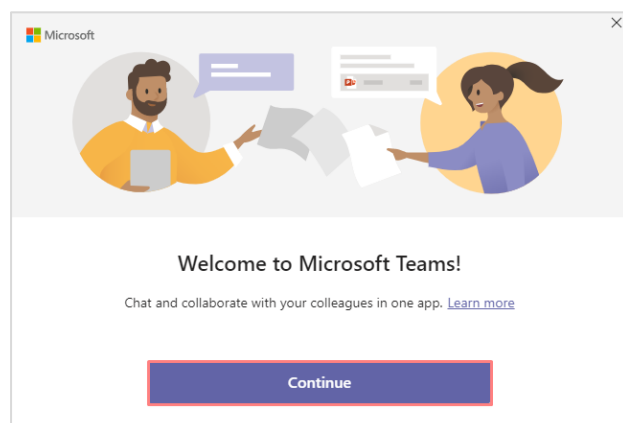 Microsoft
Welcome to Microsoft Teams!
Chat and collaborate with your colleagues in one app. Learn more
Continue